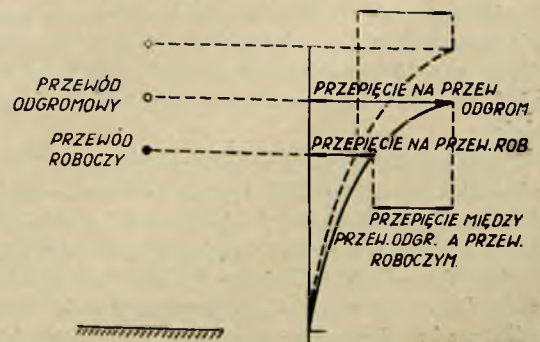 PRZEWÓD
ODGROMOWY
PRZEPIĘCIE NA PRZEW
ODGROM
PRZEWÓD
ROBOCZY
PRZEPIĘCIE NA PRZEW. ROB
PRZEPIĘCIE MIĘDZY
PRZEW. ODGR. A PRZEW.
ROBOCZYM